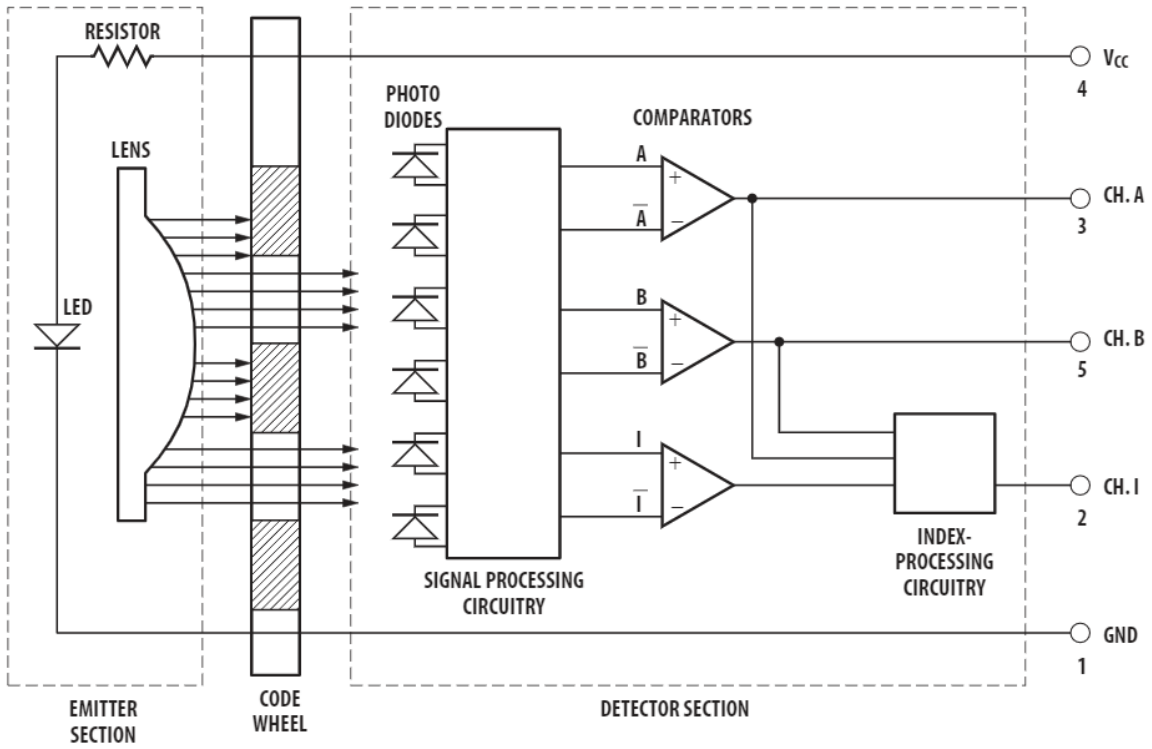 RESISTOR
VCC
4
PHOTO
DIODES
COMPARATORS
LENS
A
+
CH. A
A̅
−
3
LED
B
+
CH. B
B̅
−
5
I
+
CH. I
I̅
−
2
INDEX-
PROCESSING
CIRCUITRY
SIGNAL PROCESSING
CIRCUITRY
GND
1
EMITTER
SECTION
CODE
WHEEL
DETECTOR SECTION